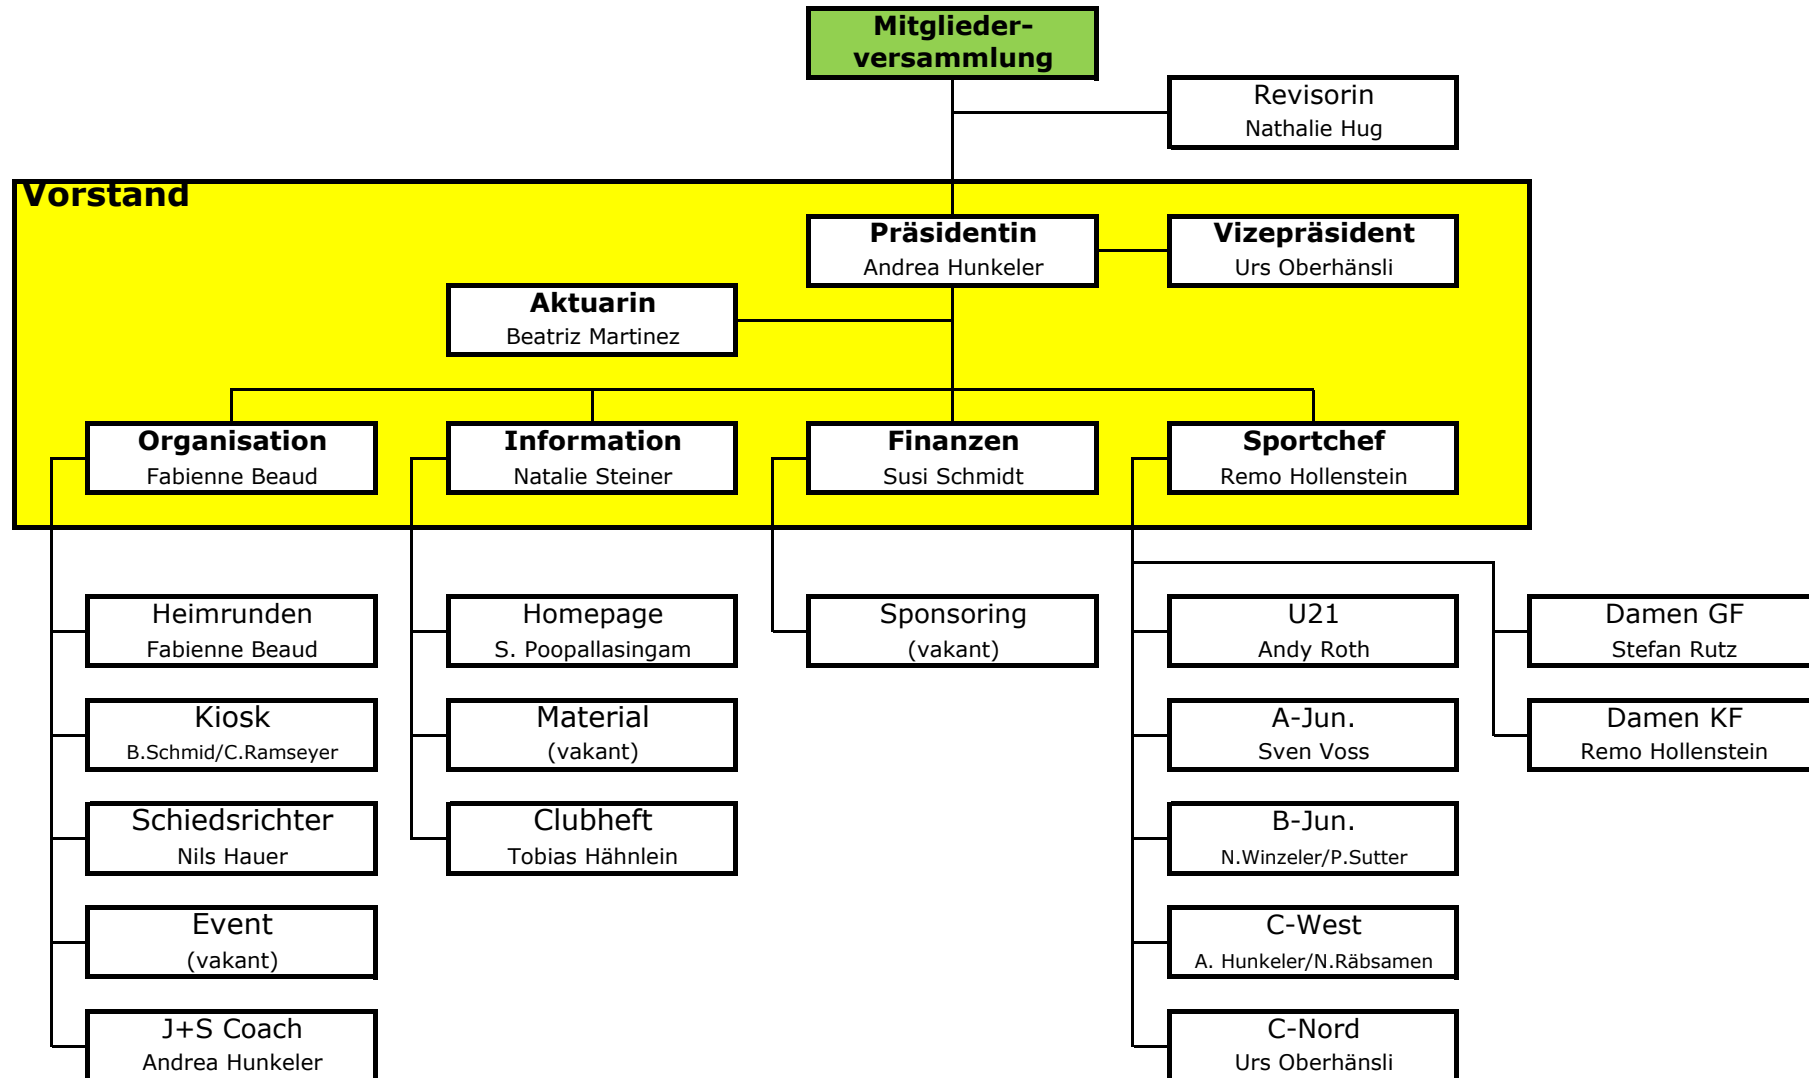 Mitglieder-
versammlung
Revisorin
Nathalie Hug
Vorstand
Präsidentin
Andrea Hunkeler
Vizepräsident
Urs Oberhänsli
Aktuarin
Beatriz Martinez
Organisation
Fabienne Beaud
Information
Natalie Steiner
Finanzen
Susi Schmidt
Sportchef
Remo Hollenstein
Heimrunden
Fabienne Beaud
Homepage
S. Poopallasingam
Sponsoring
(vakant)
U21
Andy Roth
Damen GF
Stefan Rutz
Kiosk
B.Schmid/C.Ramseyer
Material
(vakant)
A-Jun.
Sven Voss
Damen KF
Remo Hollenstein
Schiedsrichter
Nils Hauer
Clubheft
Tobias Hähnlein
B-Jun.
N.Winzeler/P.Sutter
Event
(vakant)
C-West
A. Hunkeler/N.Räbsamen
J+S Coach
Andrea Hunkeler
C-Nord
Urs Oberhänsli